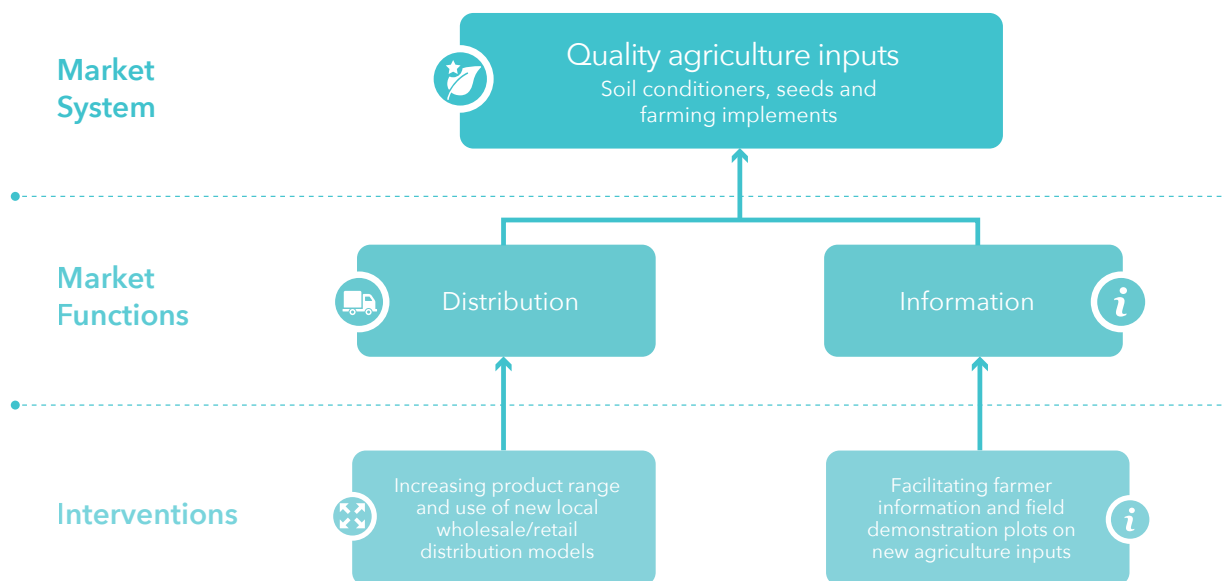 Market
System
Quality agriculture inputs
Soil conditioners, seeds and
farming implements
Market
Functions
Distribution
Information
i
Interventions
Increasing product range
and use of new local
wholesale/retail
distribution models
Facilitating farmer
information and field
demonstration plots on
new agriculture inputs
i